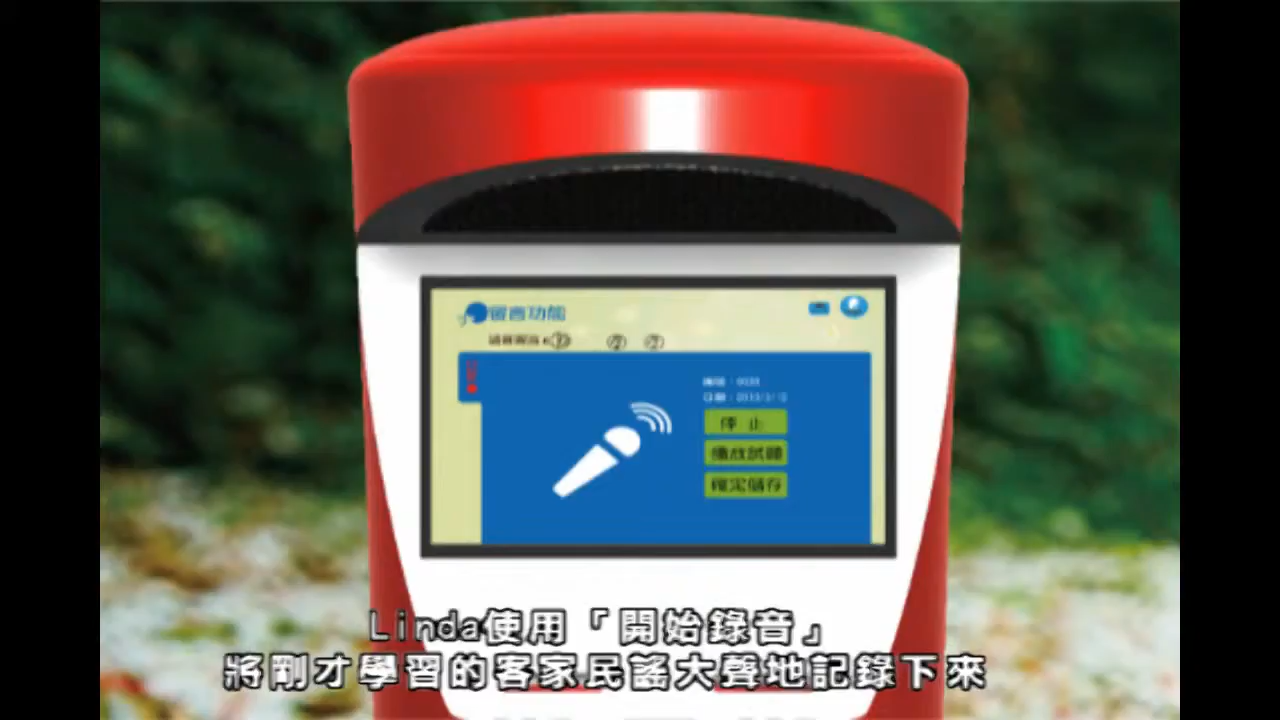 留言功能
停 止
播放試聽
確定儲存
Linda使用「開始錄音」
將剛才學習的客家民謠大聲地記錄下來